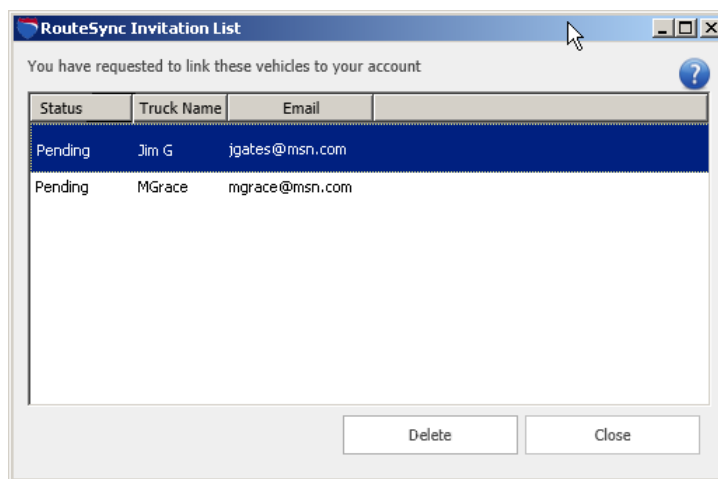 RouteSync Invitation List
You have requested to link these vehicles to your account
Status Truck Name Email
Pending Jim G jgates@msn.com
Pending MGrace mgrace@msn.com
Delete Close